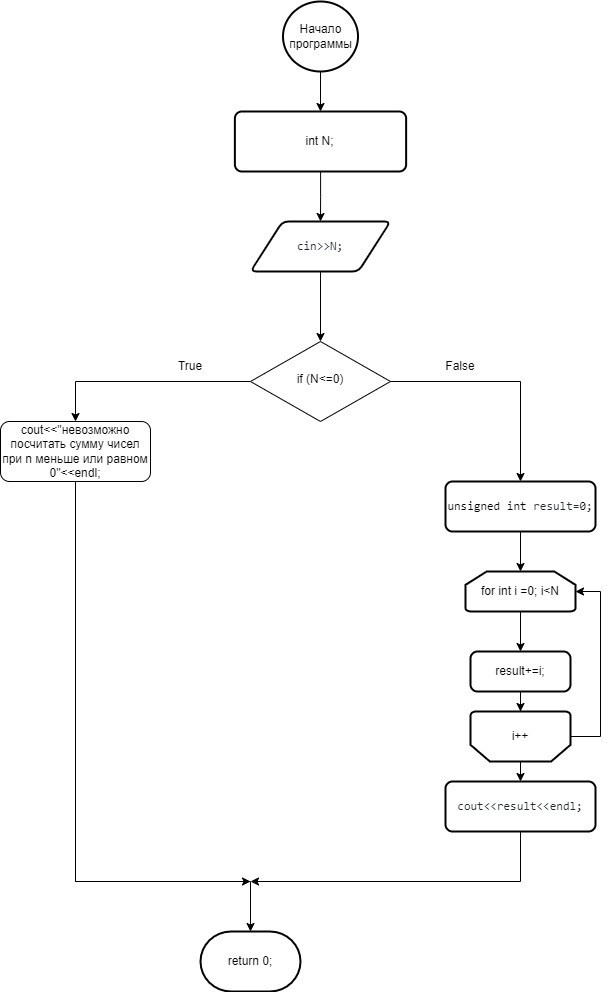 Начало
программы
int N;
cin>>N;
True
if (N<=0)
False
cout<<"невозможно
посчитать сумму чисел
при n меньше или равном
0"<<endl;
unsigned int result=0;
for int i =0; i<N
result+=i;
i++
cout<<result<<endl;
return 0;